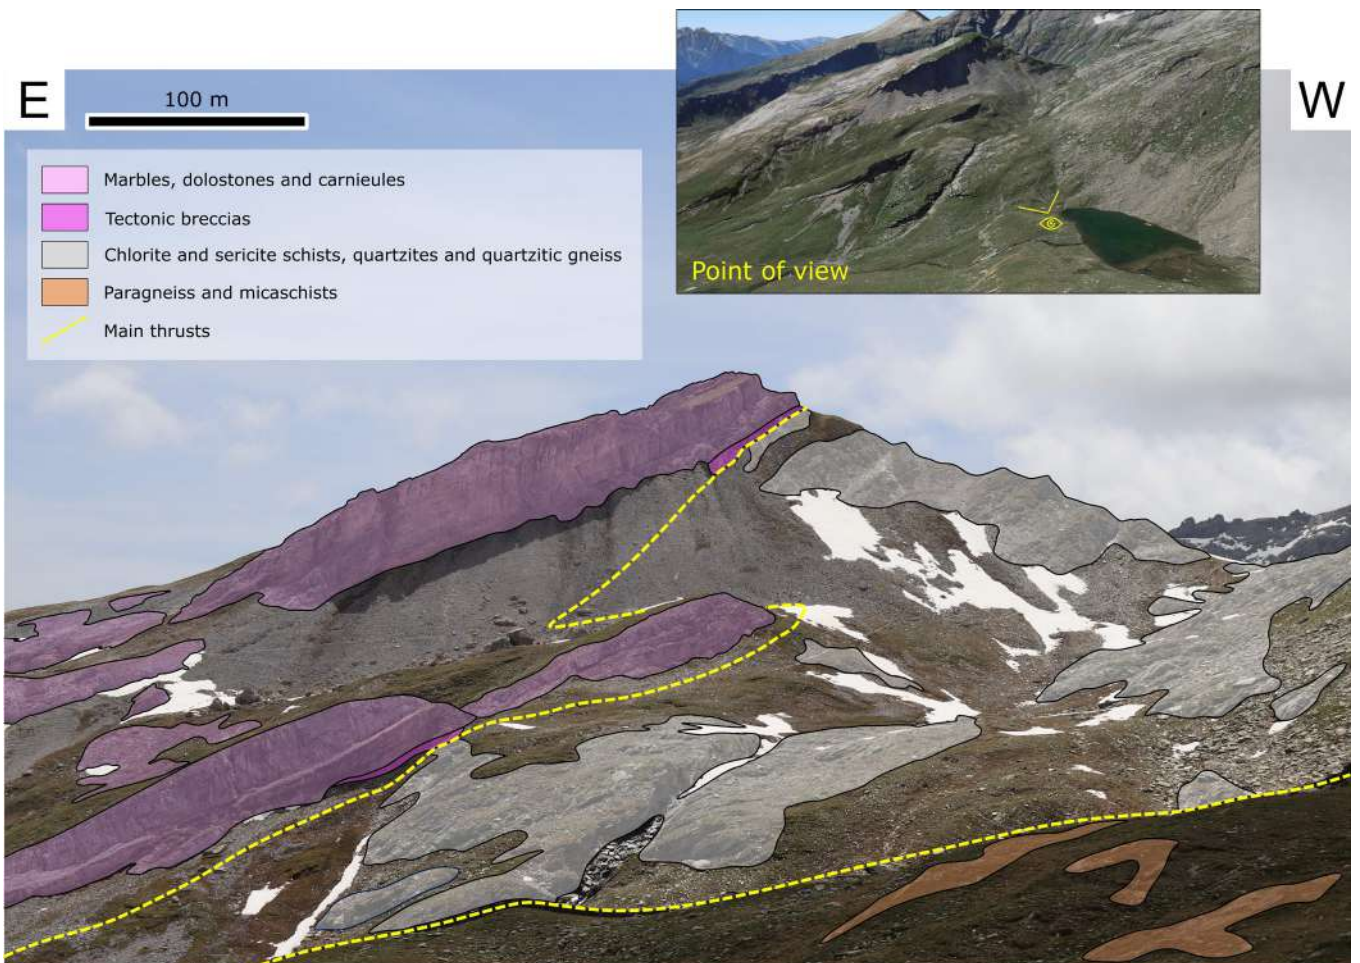 E
100 m
W
Marbles, dolostones and carnieules
Tectonic breccias
Chlorite and sericite schists, quartzites and quartzitic gneiss
Paragneiss and micaschists
Main thrusts
Point of view